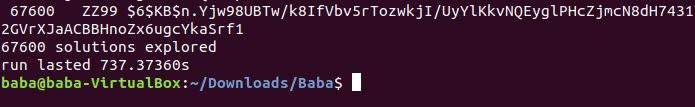 67600 ZZ99 $6$KB$n.Yjw98UBTw/k8IfVbv5rTozwkjI/UyYlKkvNQEyglPHcZjmcN8dH7431
2GVrXJaACBBHnoZx6ugcYkaSrf1
67600 solutions explored
run lasted 737.37360s
baba@baba-VirtualBox:~/Downloads/Baba$